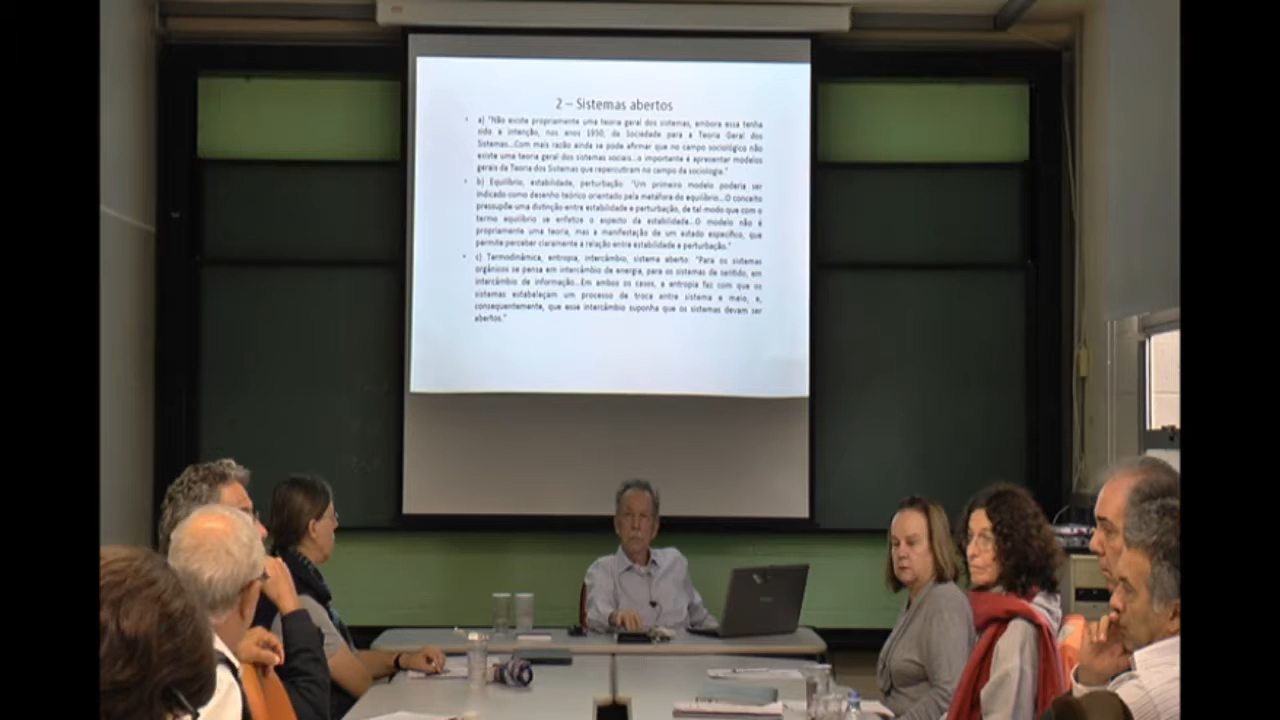 2 – Sistemas abertos
• a) "Não existe propriamente uma teoria geral dos sistemas, embora essa tenha
sido a intenção, nos anos 1950, da Sociedade para a Teoria Geral dos
Sistemas...Com mais razão ainda se pode afirmar que no campo sociológico não
existe uma teoria geral dos sistemas sociais...o importante é apresentar modelos
gerais da Teoria dos Sistemas que repercutiram no campo da sociologia."
• b) Equilíbrio, estabilidade, perturbação: "Um primeiro modelo poderia ser
indicado como desenho teórico orientado pela metáfora do equilíbrio...O conceito
pressupõe uma distinção entre estabilidade e perturbação, de tal modo que com o
termo equilíbrio se enfatiza o aspecto da estabilidade...O modelo não é
propriamente uma teoria, mas a manifestação de um estado específico, que
permite perceber claramente a relação entre estabilidade e perturbação."
• c) Termodinâmica, entropia, intercâmbio, sistema aberto: "Para os sistemas
orgânicos se pensa em intercâmbio de energia, para os sistemas de sentido, em
intercâmbio de informação...Em ambos os casos, a entropia faz com que os
sistemas estabeleçam um processo de troca entre sistema e meio, e,
consequentemente, que esse intercâmbio suponha que os sistemas devam ser
abertos."